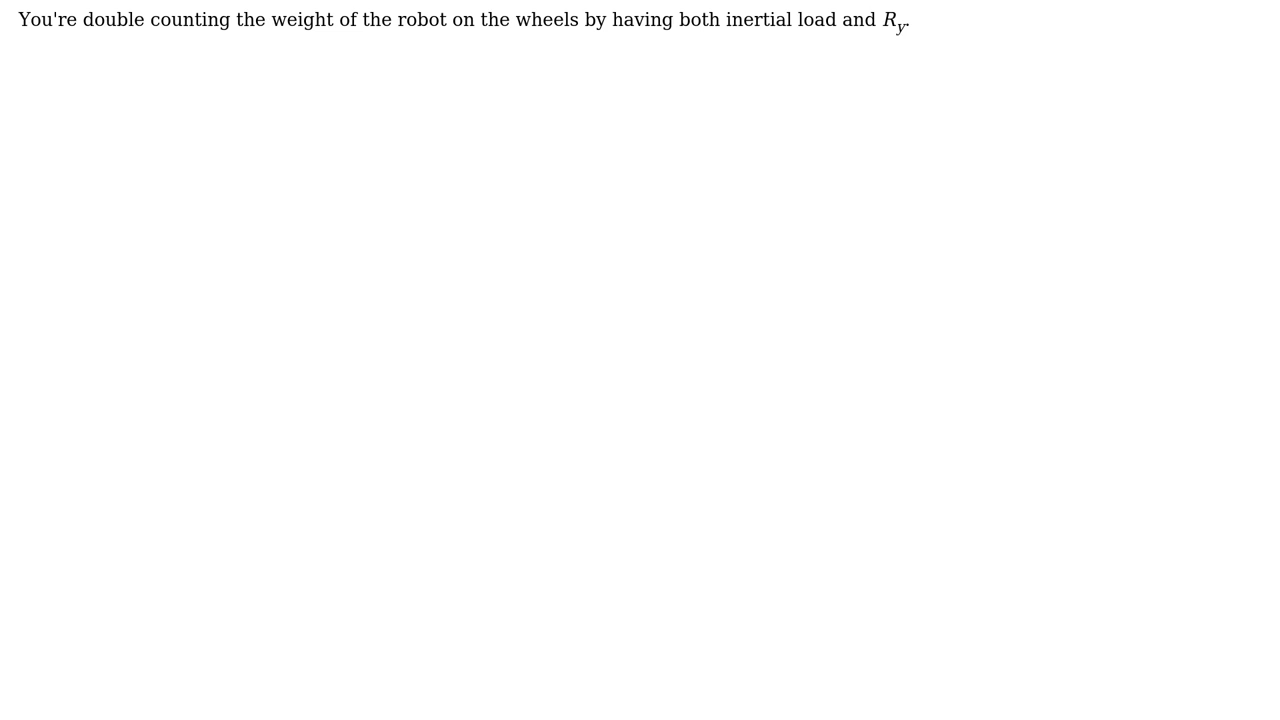 You're double counting the weight of the robot on the wheels by having both inertial load and $R_y$.